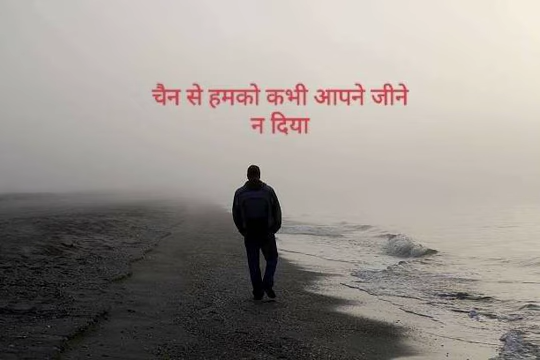 चैन से हमको कभी आपने जीने
न दिया